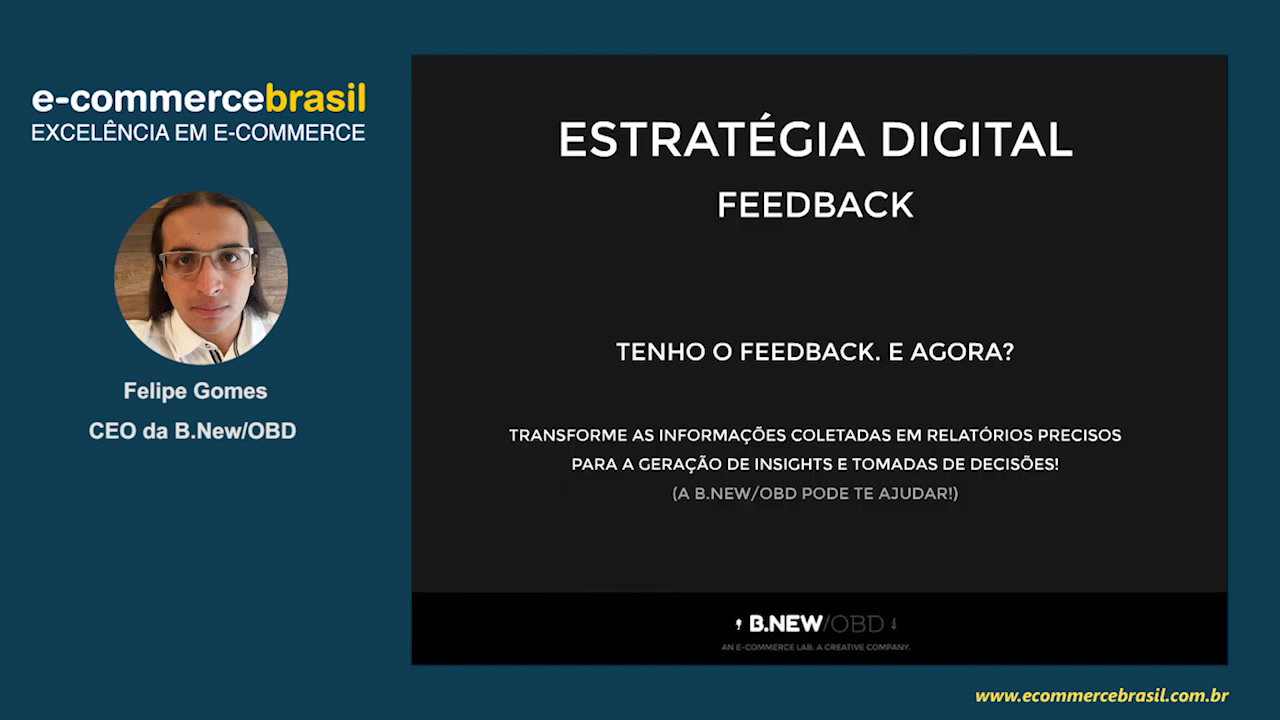 e-commercebrasil
EXCELÊNCIA EM E-COMMERCE
Felipe Gomes
CEO da B.New/OBD
ESTRATÉGIA DIGITAL
FEEDBACK
TENHO O FEEDBACK. E AGORA?
TRANSFORME AS INFORMAÇÕES COLETADAS EM RELATÓRIOS PRECISOS
PARA A GERAÇÃO DE INSIGHTS E TOMADAS DE DECISÕES!
(A B.NEW/OBD PODE TE AJUDAR!)
B.NEW/OBD
AN E-COMMERCE LAB. A CREATIVE COMPANY.
www.ecommercebrasil.com.br